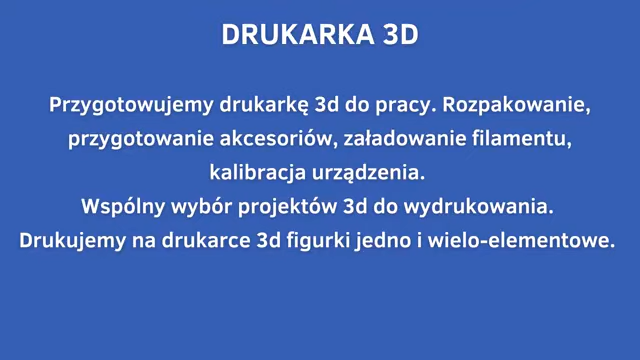 DRUKARKA 3D
Przygotowujemy drukarkę 3d do pracy. Rozpakowanie,
przygotowanie akcesoriów, załadowanie filamentu,
kalibracja urządzenia.
Wspólny wybór projektów 3d do wydrukowania.
Drukujemy na drukarce 3d figurki jedno i wielo-elementowe.